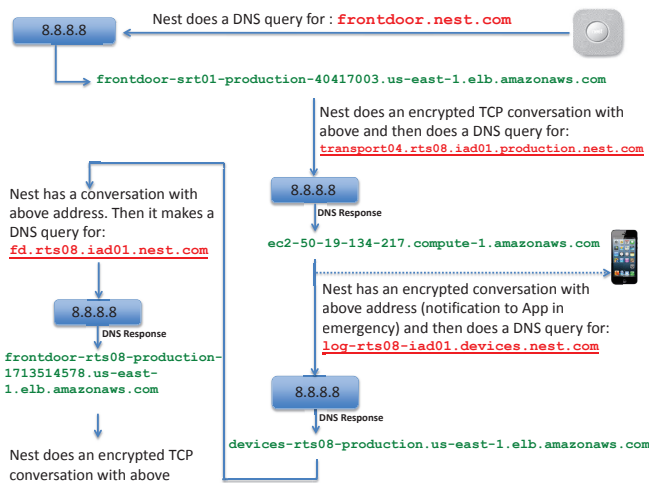 Nest does a DNS query for : frontdoor.nest.com
8.8.8.8
frontdoor-srt01-production-40417003.us-east-1.elb.amazonaws.com
Nest does an encrypted TCP conversation with
above and then does a DNS query for:
transport04.rts08.iad01.production.nest.com
8.8.8.8
DNS Response
ec2-50-19-134-217.compute-1.amazonaws.com
Nest has an encrypted conversation with
above address (notification to App in
emergency) and then does a DNS query for:
log-rts08-iad01.devices.nest.com
8.8.8.8
DNS Response
devices-rts08-production.us-east-1.elb.amazonaws.com
Nest has a conversation with
above address. Then it makes a
DNS query for:
fd.rts08.iad01.nest.com
8.8.8.8
DNS Response
frontdoor-rts08-production-
1713514578.us-east-
1.elb.amazonaws.com
Nest does an encrypted TCP
conversation with above